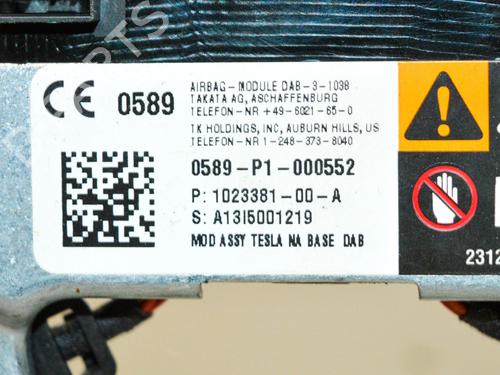 CE 0589
AIRBAG-MODULE DAB-3-1038
TAKATA AG, ASCHAFFENBURG
TELEFON-NR +49-6021-65-0
TK HOLDINGS, INC, AUBURN HILLS, US
TELEFON-NR 1-248-373-8040
0589-P1-000552
P: 1023381-00-A
S: A13I5001219
MOD ASSY TESLA NA BASE DAB
2312